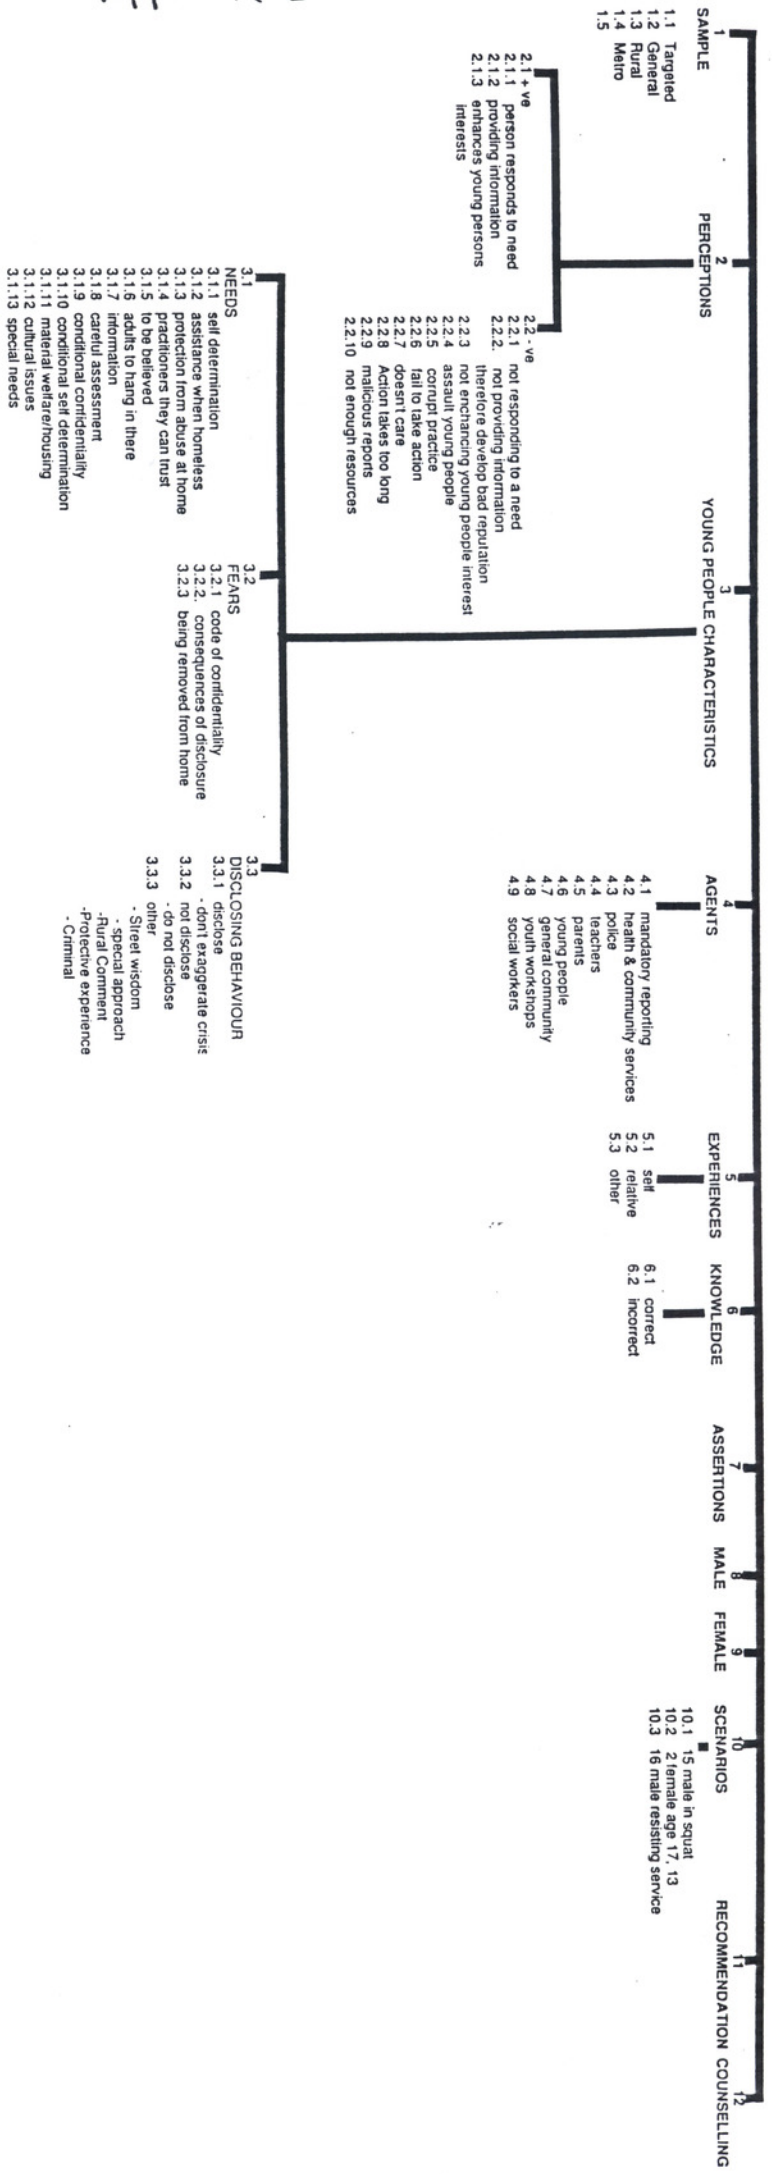 1
SAMPLE
1.1 Targeted
1.2 General
1.3 Rural
1.4 Metro
1.5
2
PERCEPTIONS
2.1 + ve
2.1.1 person responds to need
2.1.2 providing information
2.1.3 enhances young persons
interests
2.2 - ve
2.2.1 not responding to a need
2.2.2. not providing information
therefore develop bad reputation
2.2.3 not enchancing young people interest
2.2.4 assault young people
2.2.5 corrupt practice
2.2.6 fail to take action
2.2.7 doesn't care
2.2.8 Action takes too long
2.2.9 malicious reports
2.2.10 not enough resources
3
YOUNG PEOPLE CHARACTERISTICS
3.1
NEEDS
3.1.1 self determination
3.1.2 assistance when homeless
3.1.3 protection from abuse at home
3.1.4 practitioners they can trust
3.1.5 to be believed
3.1.6 adults to hang in there
3.1.7 information
3.1.8 careful assessment
3.1.9 conditional confidentiality
3.1.10 conditional self determination
3.1.11 material welfare/housing
3.1.12 cultural issues
3.1.13 special needs
3.2
FEARS
3.2.1 code of confidentiality
3.2.2. consequences of disclosure
3.2.3 being removed from home
3.3
DISCLOSING BEHAVIOUR
3.3.1 disclose
- don't exaggerate crisis
3.3.2 not disclose
- do not disclose
3.3.3 other
- Street wisdom
- special approach
-Rural Comment
-Protective experience
- Criminal
4
AGENTS
4.1 mandatory reporting
4.2 health & community services
4.3 police
4.4 teachers
4.5 parents
4.6 young people
4.7 general community
4.8 youth workshops
4.9 social workers
5
EXPERIENCES
5.1 self
5.2 relative
5.3 other
6
KNOWLEDGE
6.1 correct
6.2 incorrect
7
ASSERTIONS
8
MALE
9
FEMALE
10
SCENARIOS
10.1 15 male in squat
10.2 2 female age 17, 13
10.3 16 male resisting service
11
RECOMMENDATION
12
COUNSELLING